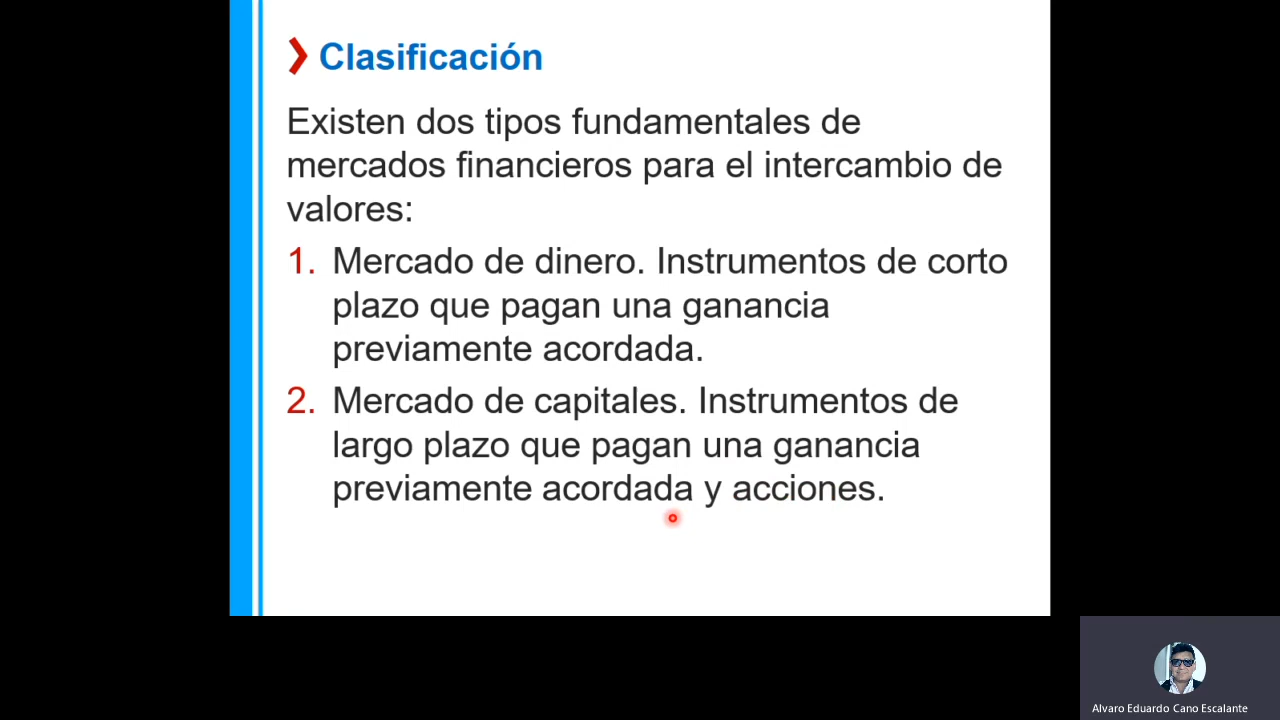 Clasificación
Existen dos tipos fundamentales de
mercados financieros para el intercambio de
valores:
1. Mercado de dinero. Instrumentos de corto
plazo que pagan una ganancia
previamente acordada.
2. Mercado de capitales. Instrumentos de
largo plazo que pagan una ganancia
previamente acordada y acciones.
Alvaro Eduardo Cano Escalante